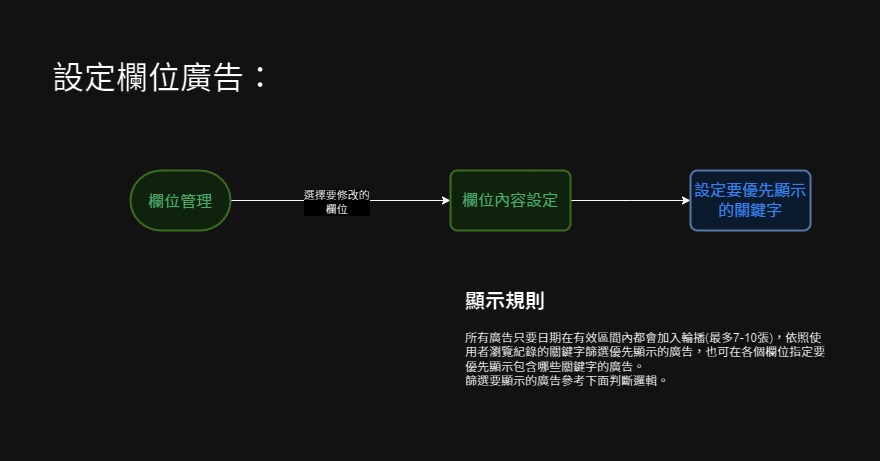 設定欄位廣告：
欄位管理
選擇要修改的
欄位
欄位內容設定
設定要優先顯示
的關鍵字
顯示規則
所有廣告只要日期在有效區間內都會加入輪播(最多7-10張)，依照使
用者瀏覽紀錄的關鍵字篩選優先顯示的廣告，也可在各個欄位指定要
優先顯示包含哪些關鍵字的廣告。
篩選要顯示的廣告參考下面判斷邏輯。